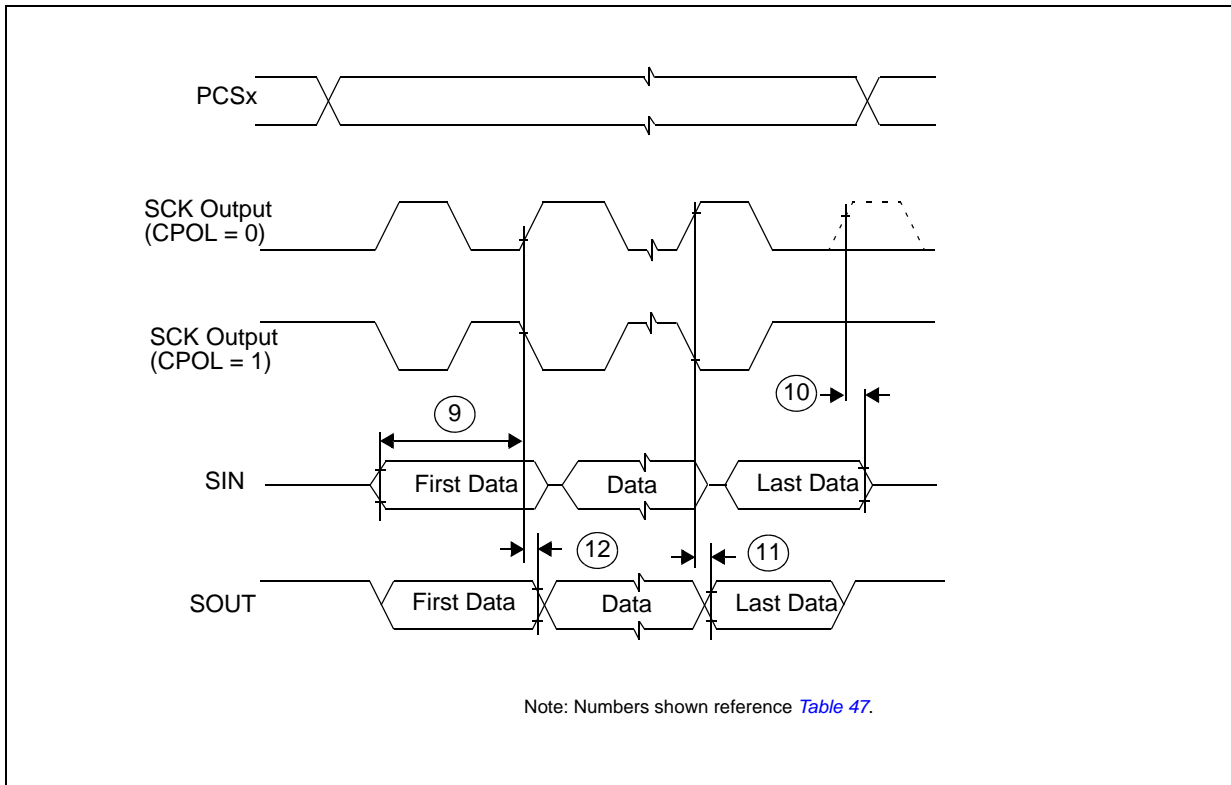 PCSx
SCK Output
(CPOL = 0)
SCK Output
(CPOL = 1)
10
9
SIN
First Data
Data
Last Data
12
11
SOUT
First Data
Data
Last Data
Note: Numbers shown reference Table 47.